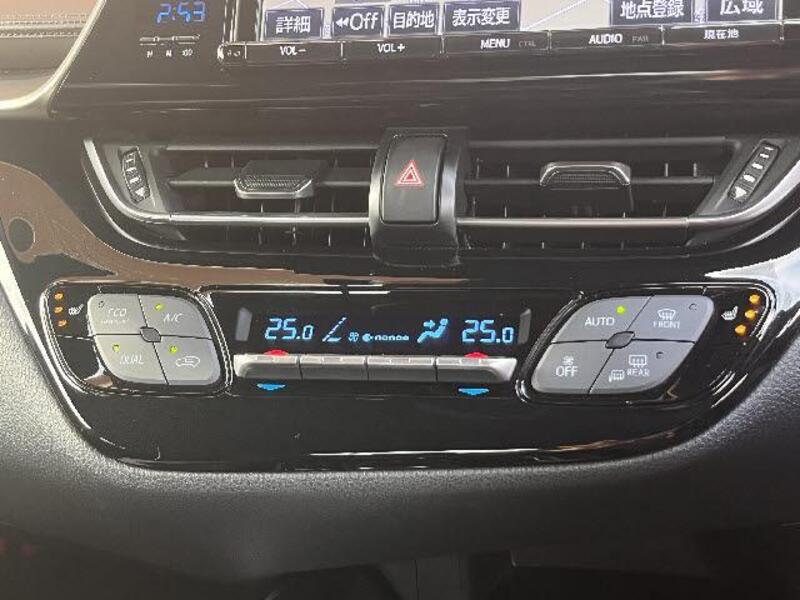 2:53
詳細 ◀◀Off 目的地 表示変更 地点登録 広域
VOL − VOL + MENU AUDIO 現在地
25.0 nanoe 25.0
ECO A/C
DUAL
AUTO FRONT
OFF REAR